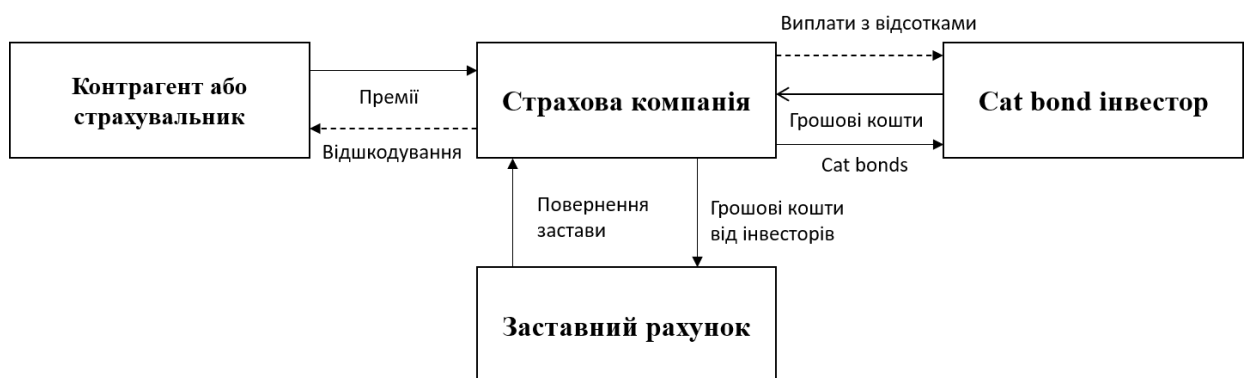 Виплати з відсотками
Контрагент або
страхувальник
Премії
Відшкодування
Страхова компанія
Грошові кошти
Cat bonds
Cat bond інвестор
Повернення
застави
Грошові кошти
від інвесторів
Заставний рахунок